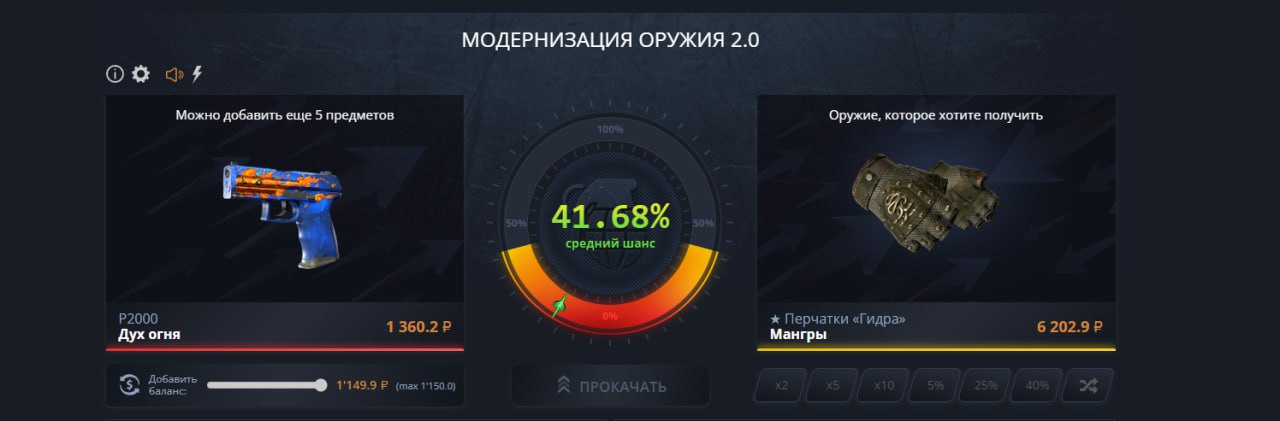 МОДЕРНИЗАЦИЯ ОРУЖИЯ 2.0
Можно добавить еще 5 предметов
Оружие, которое хотите получить
100%
50%
50%
41.68%
средний шанс
0%
P2000
Дух огня
1 360.2 ₽
★ Перчатки «Гидра»
Мангры
6 202.9 ₽
Добавить
баланс:
1'149.9 ₽ (max 1'150.0)
ПРОКАЧАТЬ
x2
x5
x10
5%
25%
40%